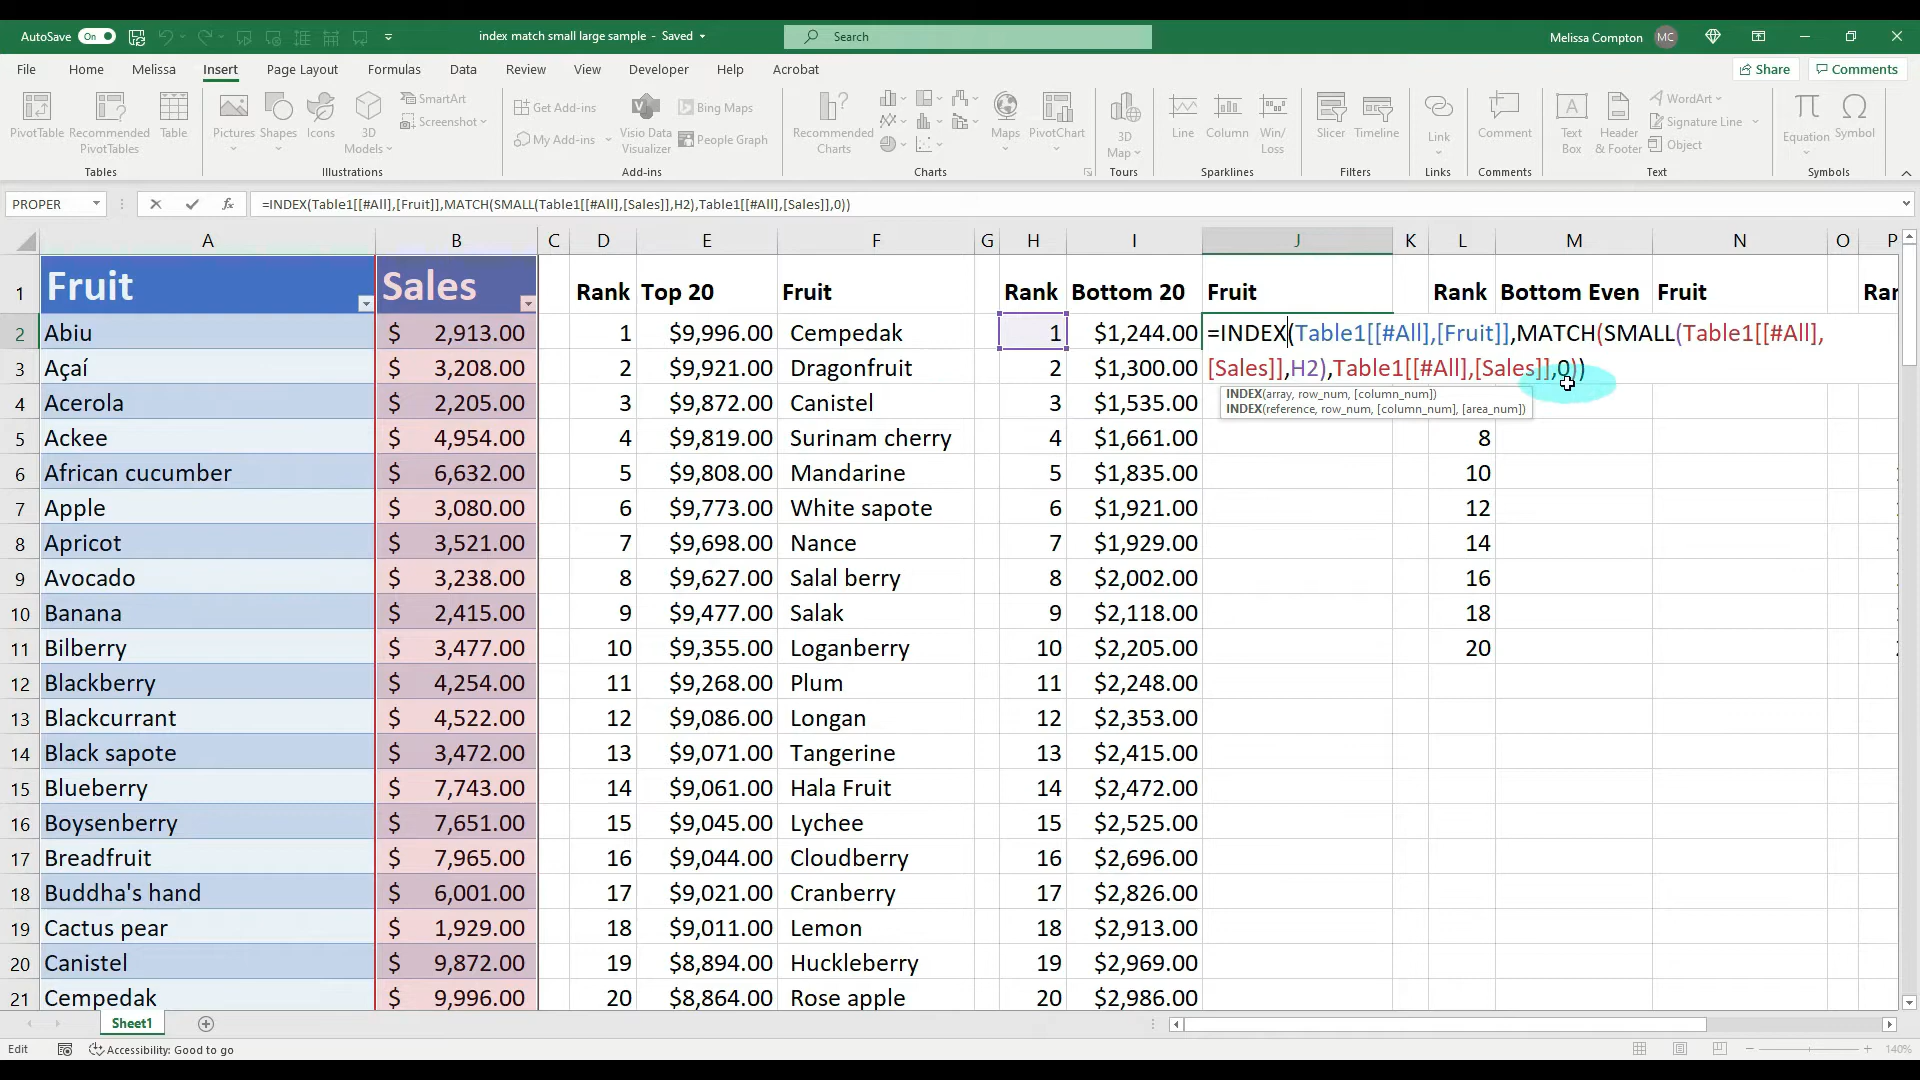 AutoSave On
index match small large sample - Saved
Search
Melissa Compton MC
File Home Melissa Insert Page Layout Formulas Data Review View Developer Help Acrobat Share Comments
PivotTable
Recommended PivotTables
Table
Tables
Pictures
Shapes
Icons
3D Models
SmartArt
Screenshot
Illustrations
Get Add-ins
My Add-ins
Visio Data Visualizer
Bing Maps
People Graph
Add-ins
Recommended Charts
Maps
PivotChart
Charts
3D Map
Tours
Line
Column
Win/Loss
Sparklines
Slicer
Timeline
Filters
Link
Links
Comment
Comments
Text Box
Header & Footer
WordArt
Signature Line
Object
Text
Equation
Symbol
Symbols
PROPER =INDEX(Table1[[#All],[Fruit]],MATCH(SMALL(Table1[[#All],[Sales]],H2),Table1[[#All],[Sales]],0))
A B C D E F G H I J K L M N O P
1 Fruit Sales Rank Top 20 Fruit Rank Bottom 20 Fruit Rank Bottom Even Fruit
2 Abiu $ 2,913.00 1 $9,996.00 Cempedak 1 $1,244.00 =INDEX(Table1[[#All],[Fruit]],MATCH(SMALL(Table1[[#All],
3 Açaí $ 3,208.00 2 $9,921.00 Dragonfruit 2 $1,300.00 [Sales]],H2),Table1[[#All],[Sales]],0))
INDEX(array, row_num, [column_num])
INDEX(reference, row_num, [column_num], [area_num])
4 Acerola $ 2,205.00 3 $9,872.00 Canistel 3 $1,535.00
5 Ackee $ 4,954.00 4 $9,819.00 Surinam cherry 4 $1,661.00 8
6 African cucumber $ 6,632.00 5 $9,808.00 Mandarine 5 $1,835.00 10
7 Apple $ 3,080.00 6 $9,773.00 White sapote 6 $1,921.00 12
8 Apricot $ 3,521.00 7 $9,698.00 Nance 7 $1,929.00 14
9 Avocado $ 3,238.00 8 $9,627.00 Salal berry 8 $2,002.00 16
10 Banana $ 2,415.00 9 $9,477.00 Salak 9 $2,118.00 18
11 Bilberry $ 3,477.00 10 $9,355.00 Loganberry 10 $2,205.00 20
12 Blackberry $ 4,254.00 11 $9,268.00 Plum 11 $2,248.00
13 Blackcurrant $ 4,522.00 12 $9,086.00 Longan 12 $2,353.00
14 Black sapote $ 3,472.00 13 $9,071.00 Tangerine 13 $2,415.00
15 Blueberry $ 7,743.00 14 $9,061.00 Hala Fruit 14 $2,472.00
16 Boysenberry $ 7,651.00 15 $9,045.00 Lychee 15 $2,525.00
17 Breadfruit $ 7,965.00 16 $9,044.00 Cloudberry 16 $2,696.00
18 Buddha's hand $ 6,001.00 17 $9,021.00 Cranberry 17 $2,826.00
19 Cactus pear $ 1,929.00 18 $9,011.00 Lemon 18 $2,913.00
20 Canistel $ 9,872.00 19 $8,894.00 Huckleberry 19 $2,969.00
21 Cempedak $ 9,996.00 20 $8,864.00 Rose apple 20 $2,986.00
Sheet1
Edit Accessibility: Good to go 140%